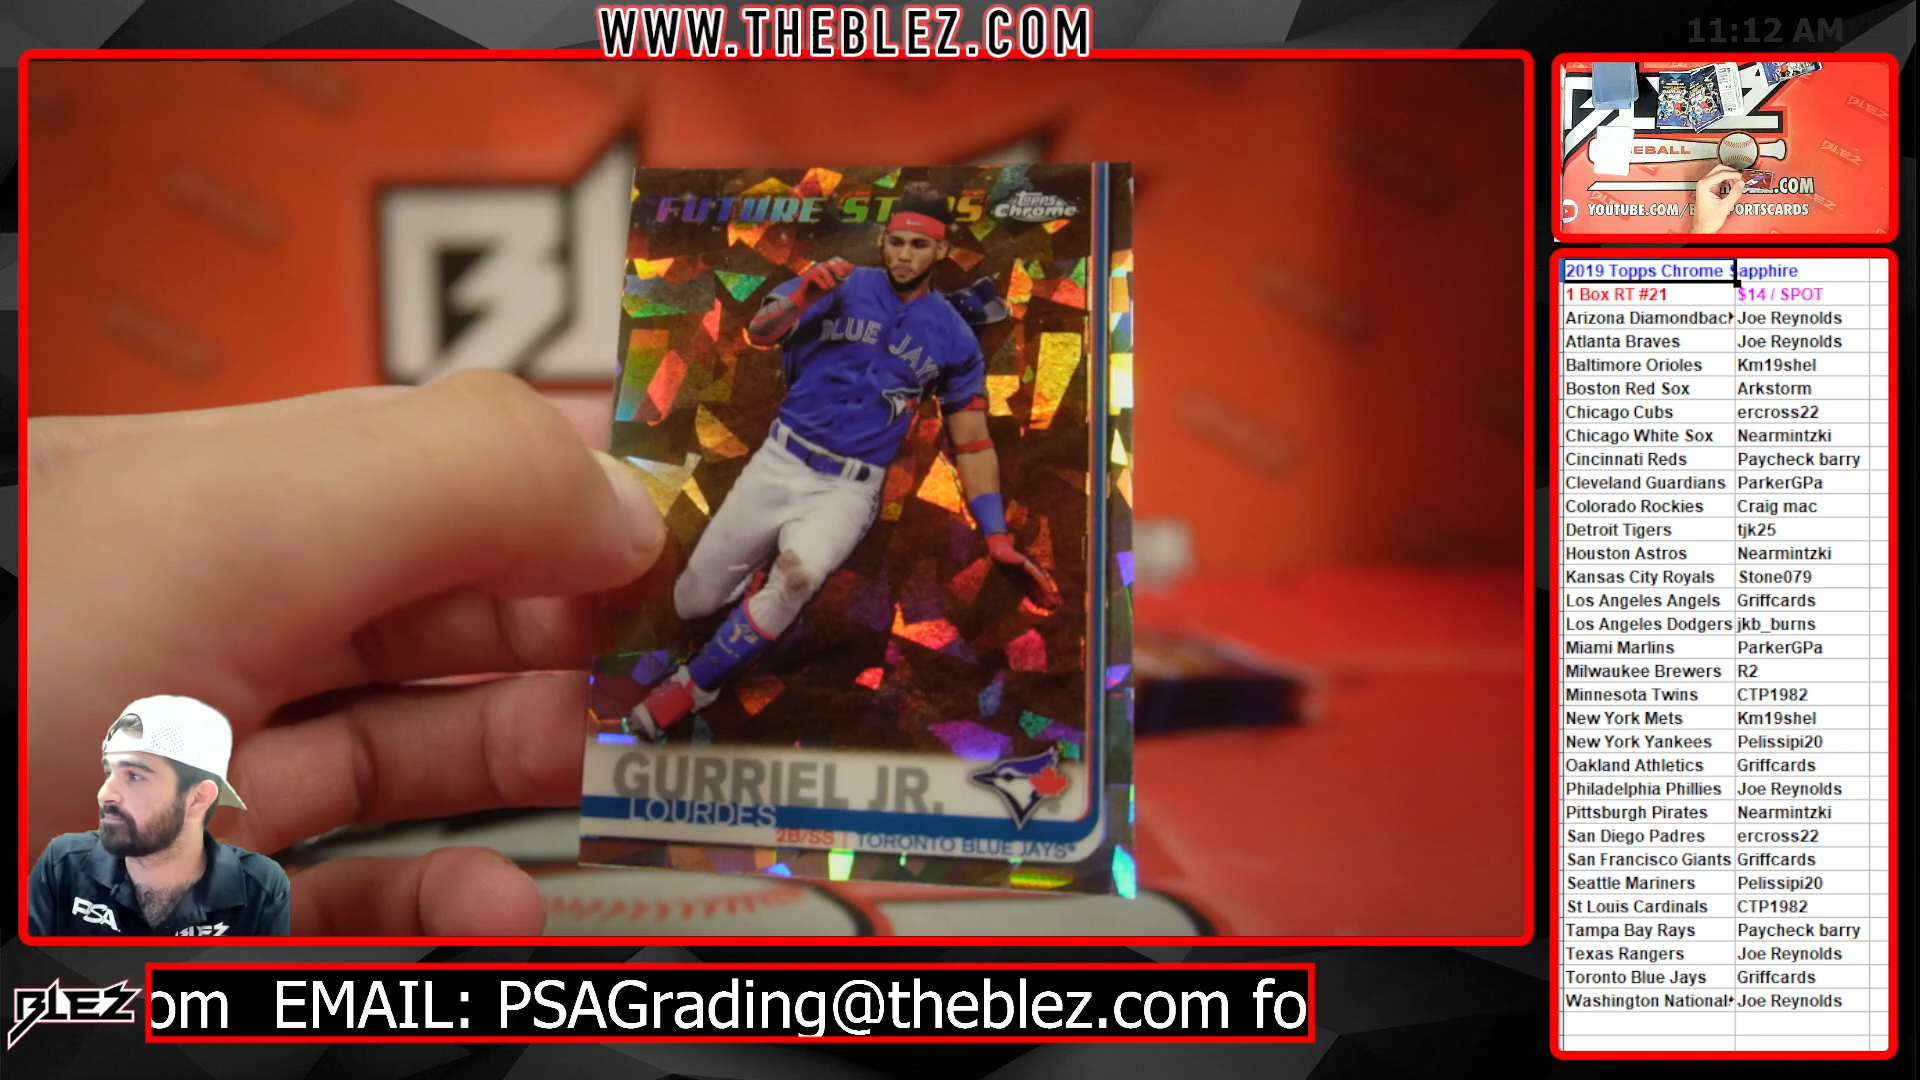 WWW.THEBLEZ.COM
11:12 AM
FUTURE ST S
Topps Chrome
BLUE JAY
GURRIEL JR.
LOURDES
2B/SS | TORONTO BLUE JAYS
PSA
BLEZ
BLEZ
om EMAIL: PSAGrading@theblez.com fo
EBALL
.COM
YOUTUBE.COM/B PORTSCARDS
2019 Topps Chrome Sapphire
1 Box RT #21 $14 / SPOT
Arizona Diamondback Joe Reynolds
Atlanta Braves Joe Reynolds
Baltimore Orioles Km19shel
Boston Red Sox Arkstorm
Chicago Cubs ercross22
Chicago White Sox Nearmintzki
Cincinnati Reds Paycheck barry
Cleveland Guardians ParkerGPa
Colorado Rockies Craig mac
Detroit Tigers tjk25
Houston Astros Nearmintzki
Kansas City Royals Stone079
Los Angeles Angels Griffcards
Los Angeles Dodgers jkb_burns
Miami Marlins ParkerGPa
Milwaukee Brewers R2
Minnesota Twins CTP1982
New York Mets Km19shel
New York Yankees Pelissipi20
Oakland Athletics Griffcards
Philadelphia Phillies Joe Reynolds
Pittsburgh Pirates Nearmintzki
San Diego Padres ercross22
San Francisco Giants Griffcards
Seattle Mariners Pelissipi20
St Louis Cardinals CTP1982
Tampa Bay Rays Paycheck barry
Texas Rangers Joe Reynolds
Toronto Blue Jays Griffcards
Washington National Joe Reynolds